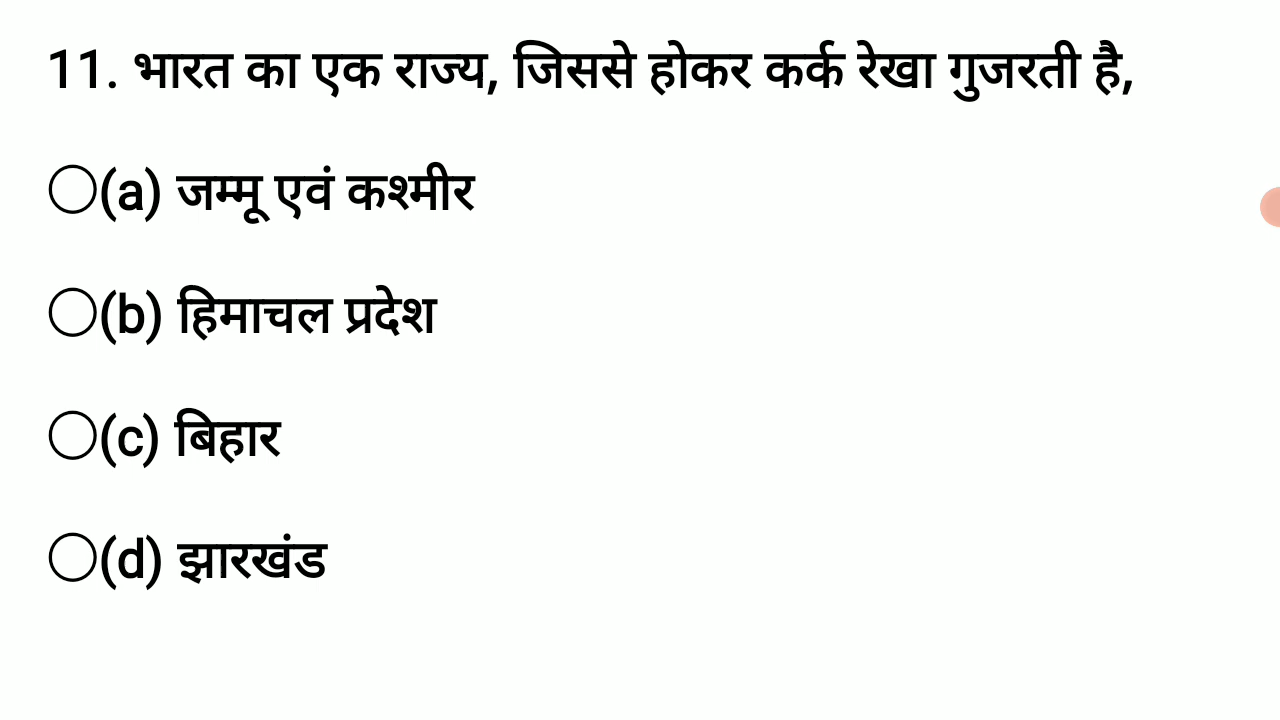 11. भारत का एक राज्य, जिससे होकर कर्क रेखा गुजरती है,
(a) जम्मू एवं कश्मीर
(b) हिमाचल प्रदेश
(c) बिहार
(d) झारखंड